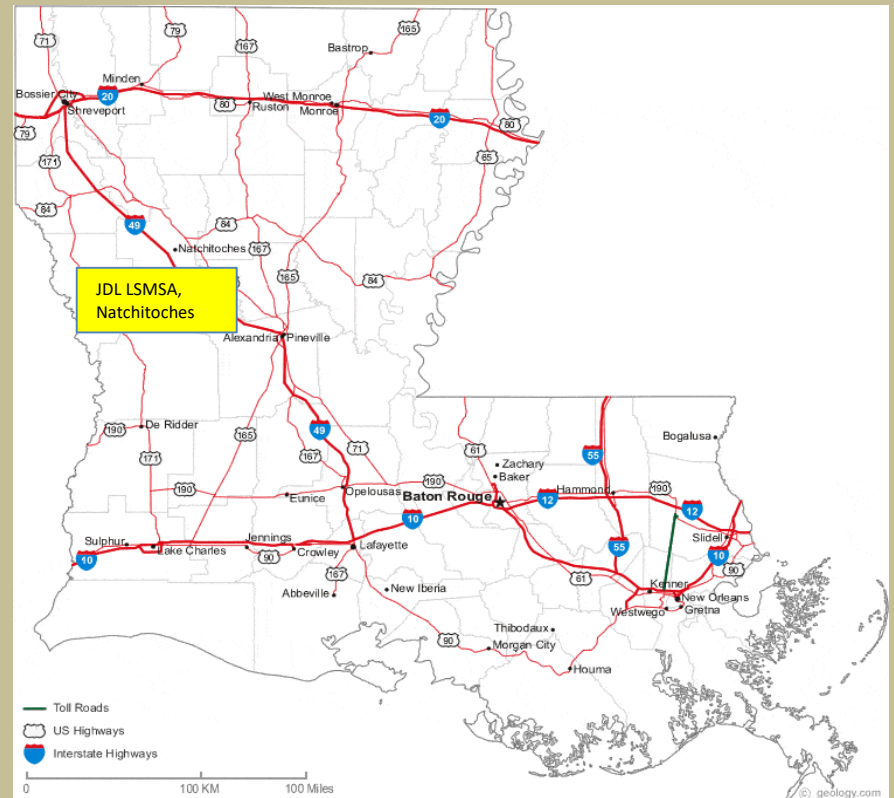 71
79
167
165
Bastrop
Minden
Bossier City
20
Shreveport
80
Ruston
West Monroe
Monroe
20
80
79
171
65
84
49
84
Natchitoches
167
165
84
JDL LSMSA,
Natchitoches
Alexandria
Pineville
190
De Ridder
165
49
71
167
171
61
55
Bogalusa
Zachary
Baker
190
190
Eunice
Opelousas
Baton Rouge
12
Hammond
190
12
10
Sulphur
Lake Charles
Jennings
90
Crowley
Lafayette
55
Slidell
10
10
90
167
Abbeville
New Iberia
61
Kenner
New Orleans
Westwego
Gretna
Thibodaux
90
Morgan City
Houma
Toll Roads
US Highways
Interstate Highways
0
100 KM
100 Miles
(c) geology.com